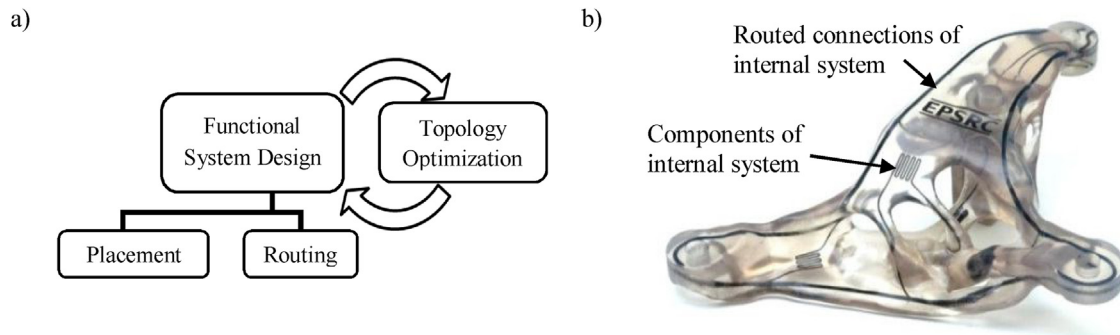 a)
Functional
System Design
Topology
Optimization
Placement
Routing
b)
Routed connections of
internal system
Components of
internal system
EPSRC